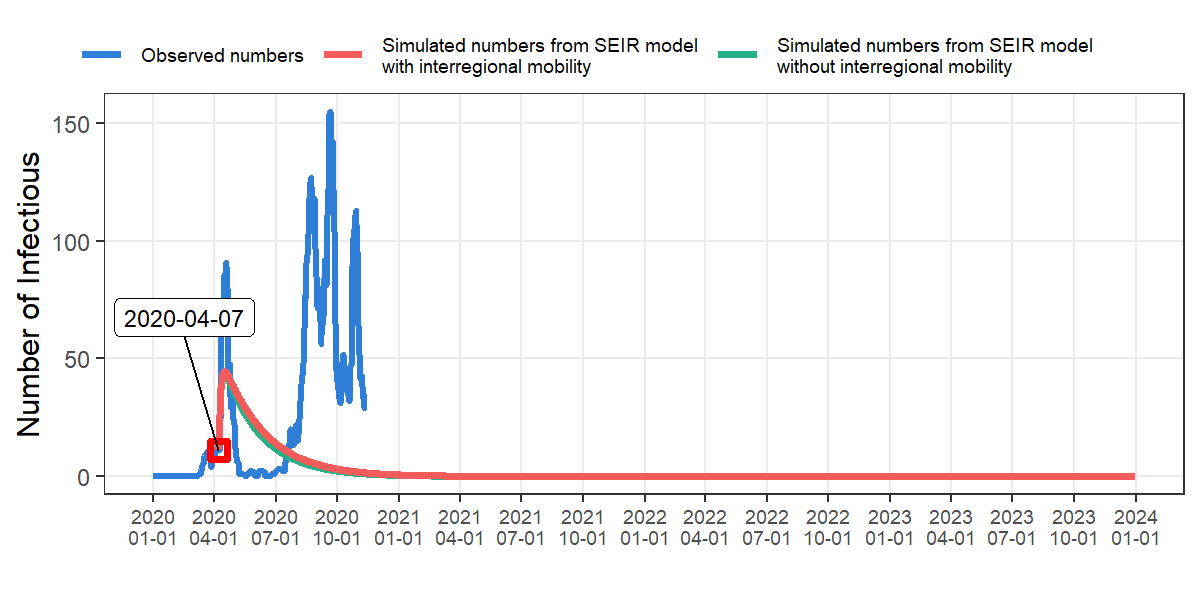 Observed numbers
Simulated numbers from SEIR model
with interregional mobility
Simulated numbers from SEIR model
without interregional mobility
Number of Infectious
150
100
50
0
2020-04-07
2020 2020 2020 2020 2021 2021 2021 2021 2022 2022 2022 2022 2023 2023 2023 2023 2024
01-01 04-01 07-01 10-01 01-01 04-01 07-01 10-01 01-01 04-01 07-01 10-01 01-01 04-01 07-01 10-01 01-01